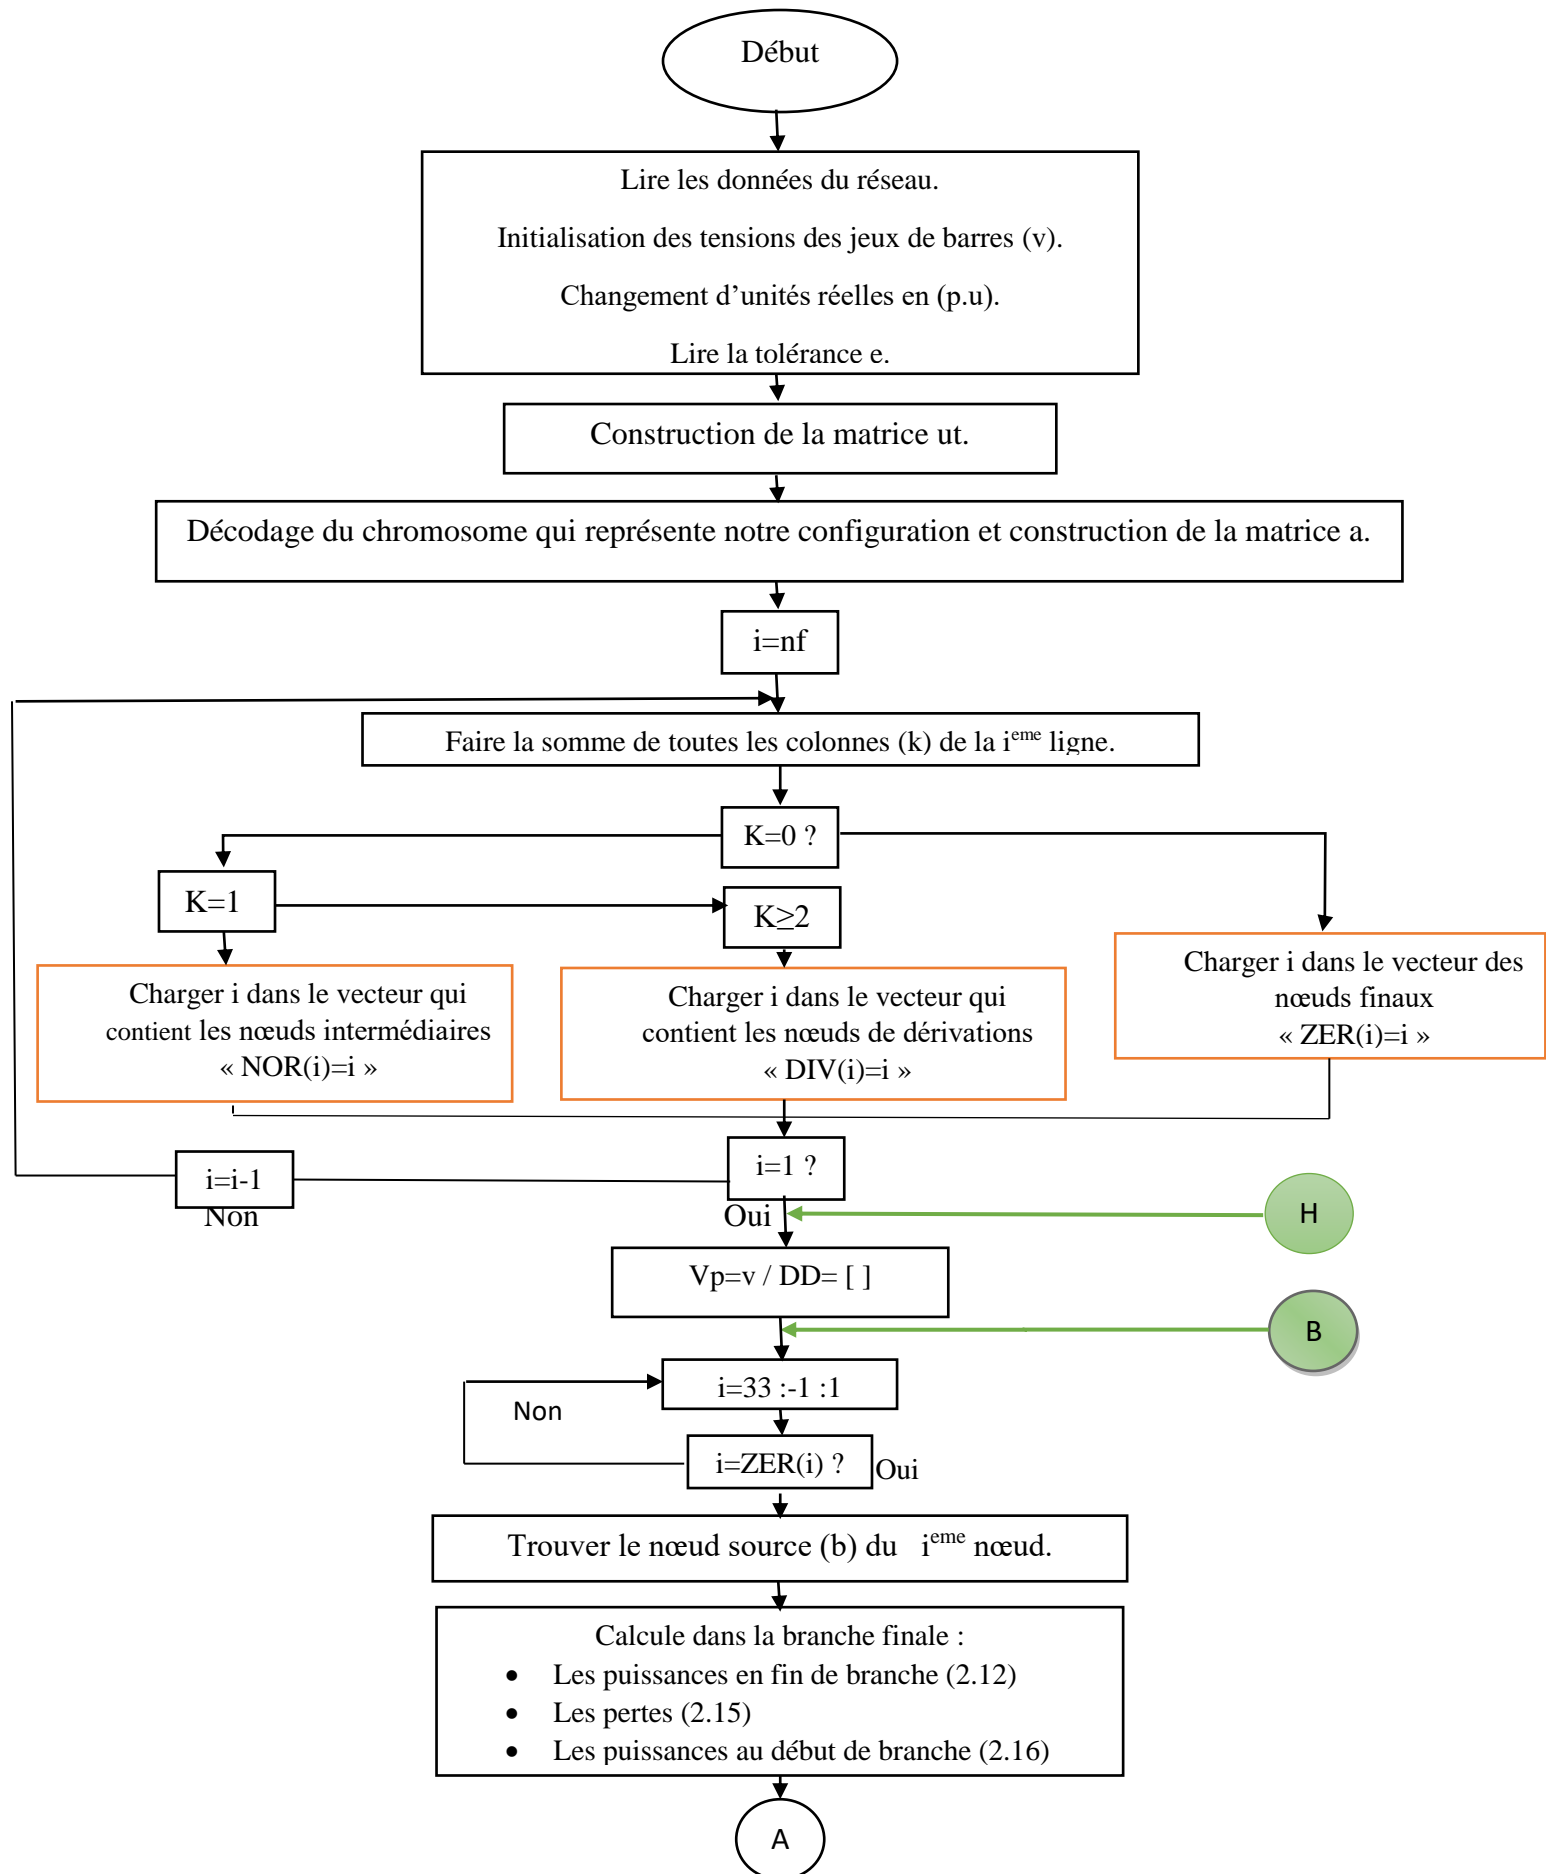 Début
Lire les données du réseau.
Initialisation des tensions des jeux de barres (v).
Changement d’unités réelles en (p.u).
Lire la tolérance e.
Construction de la matrice ut.
Décodage du chromosome qui représente notre configuration et construction de la matrice a.
i=nf
Faire la somme de toutes les colonnes (k) de la i^eme ligne.
K=0 ?
K=1
K≥2
Charger i dans le vecteur qui
contient les nœuds intermédiaires
« NOR(i)=i »
Charger i dans le vecteur qui
contient les nœuds de dérivations
« DIV(i)=i »
Charger i dans le vecteur des
nœuds finaux
« ZER(i)=i »
i=1 ?
i=i-1
Non
Oui
H
Vp=v / DD= [ ]
B
i=33 :-1 :1
Non
i=ZER(i) ?
Oui
Trouver le nœud source (b) du i^eme nœud.
Calcule dans la branche finale :
• Les puissances en fin de branche (2.12)
• Les pertes (2.15)
• Les puissances au début de branche (2.16)
A